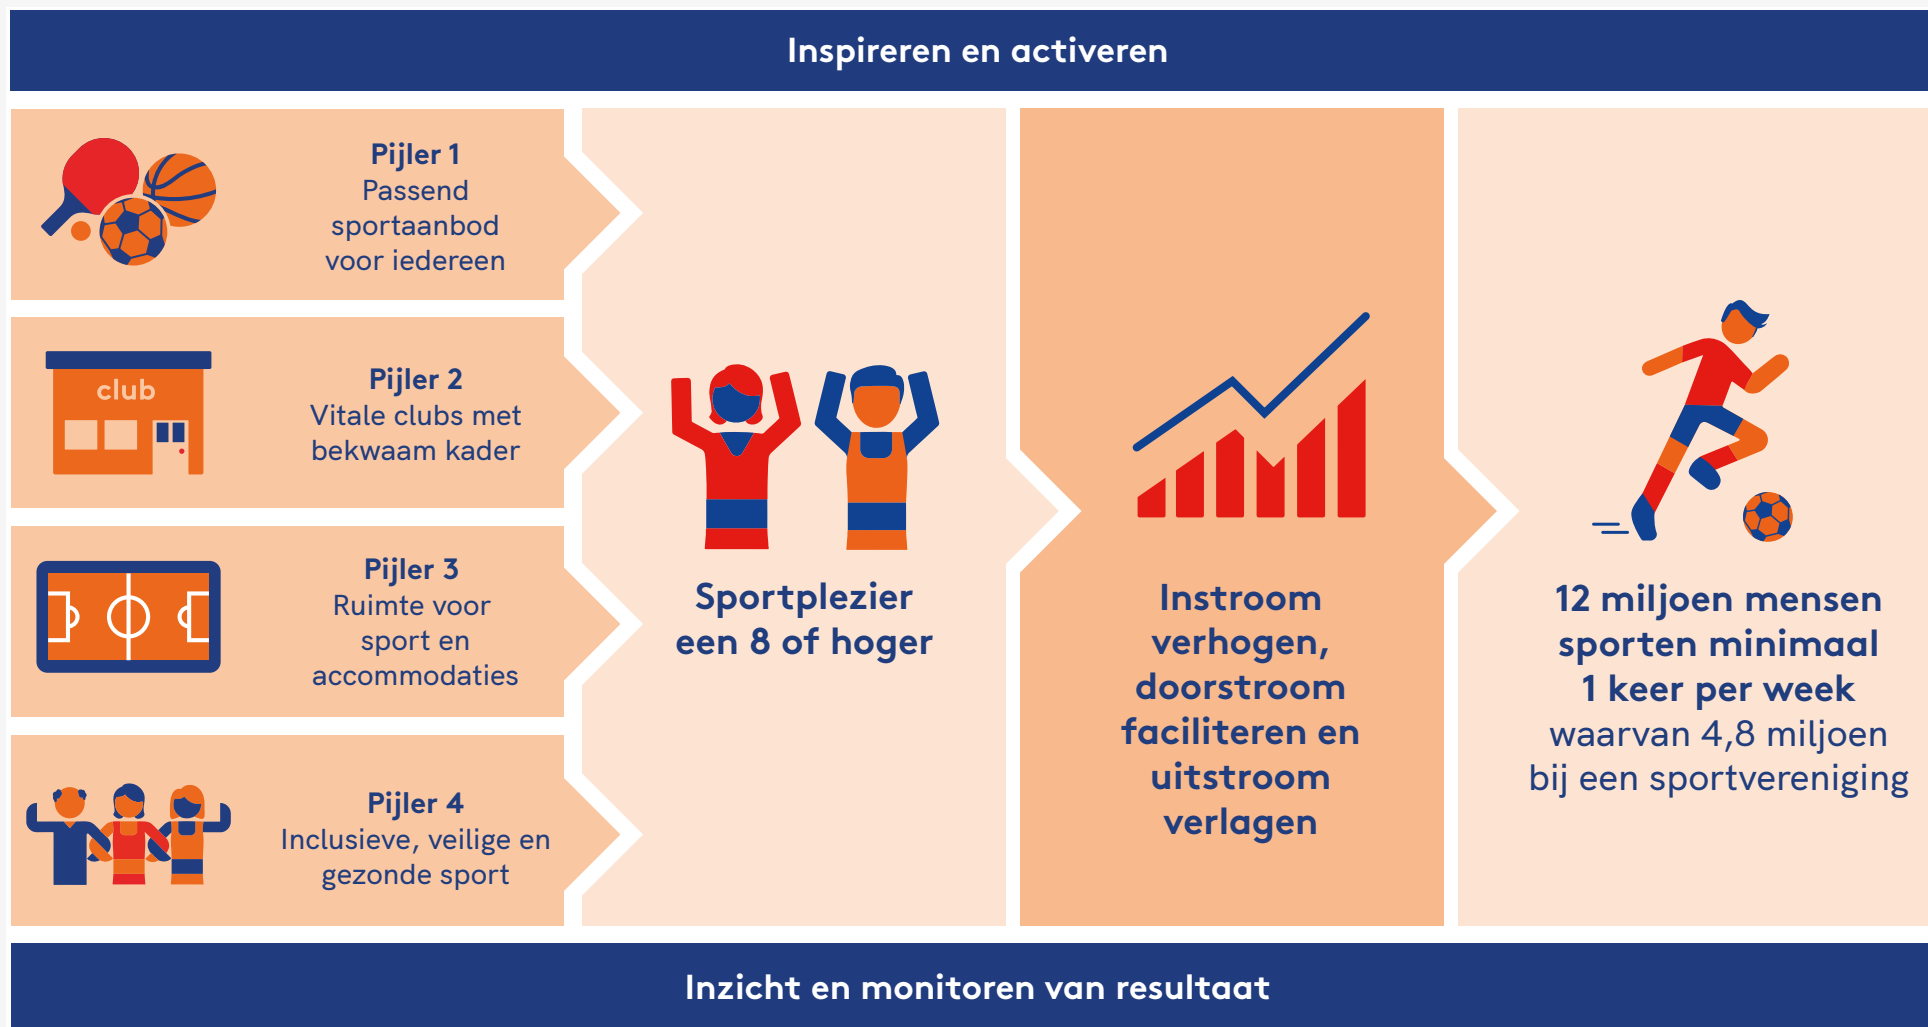 Inspireren en activeren
Pijler 1
Passend
sportaanbod
voor iedereen
club
Pijler 2
Vitale clubs met
bekwaam kader
Pijler 3
Ruimte voor
sport en
accommodaties
Pijler 4
Inclusieve, veilige en
gezonde sport
Sportplezier
een 8 of hoger
Instroom
verhogen,
doorstroom
faciliteren en
uitstroom
verlagen
12 miljoen mensen
sporten minimaal
1 keer per week
waarvan 4,8 miljoen
bij een sportvereniging
Inzicht en monitoren van resultaat